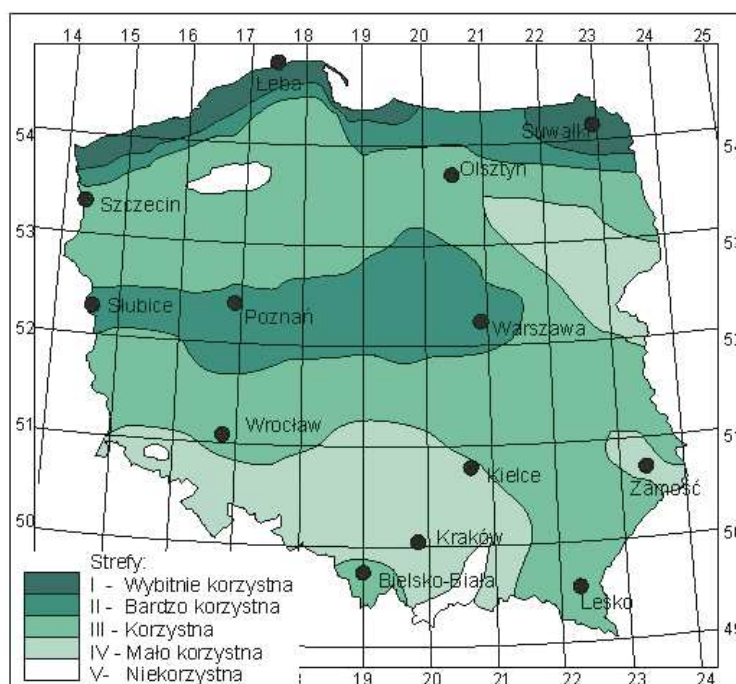 14 15 16 17 18 19 20 21 22 23 24 25
Łeba
54
Suwałki
54
Olsztyn
Szczecin
53
53
Słubice
Poznań
Warszawa
52
52
Wrocław
51
51
Kielce
Zamość
50
Kraków
50
Bielsko-Biała
Lesko
49
Strefy:
I - Wybitnie korzystna
II - Bardzo korzystna
III - Korzystna
IV - Mało korzystna
V- Niekorzystna
19 20 21 22 23 24